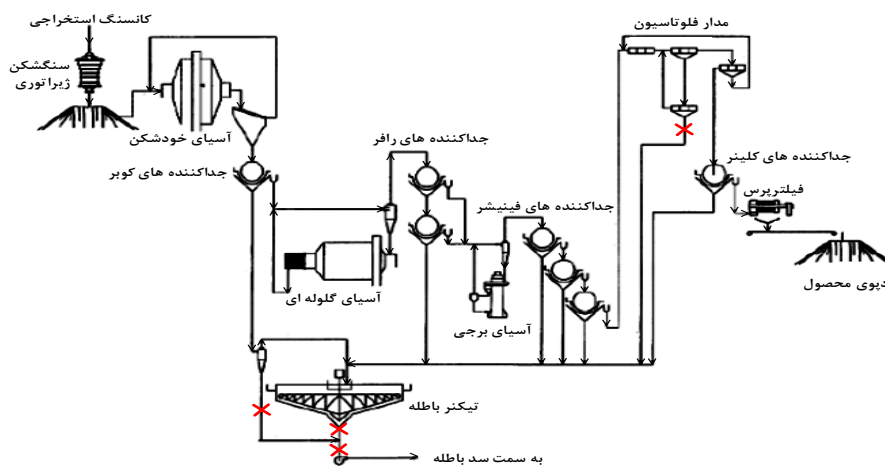 کانسنگ استخراجی
سنگشکن
ژیراتوری
آسیای خودشکن
جداکننده های کوبر
جداکننده های رافر
آسیای گلوله ای
جداکننده های فینیشر
آسیای برجی
مدار فلوتاسیون
جداکننده های کلینر
فیلترپرس
دپوی محصول
تیکنر باطله
به سمت سد باطله